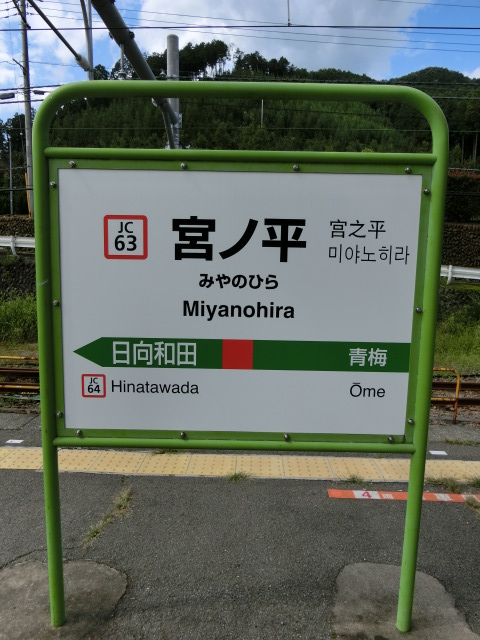 JC
63
宮ノ平
宮之平
미야노히라
みやのひら
Miyanohira
日向和田
青梅
JC
64
Hinatawada
Ōme
4